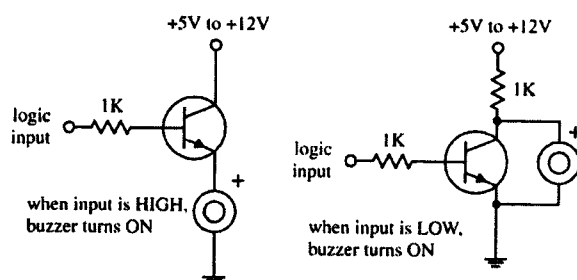 +5V to +12V
1K
logic
input
+
when input is HIGH,
buzzer turns ON
+5V to +12V
1K
1K
logic
input
+
when input is LOW,
buzzer turns ON